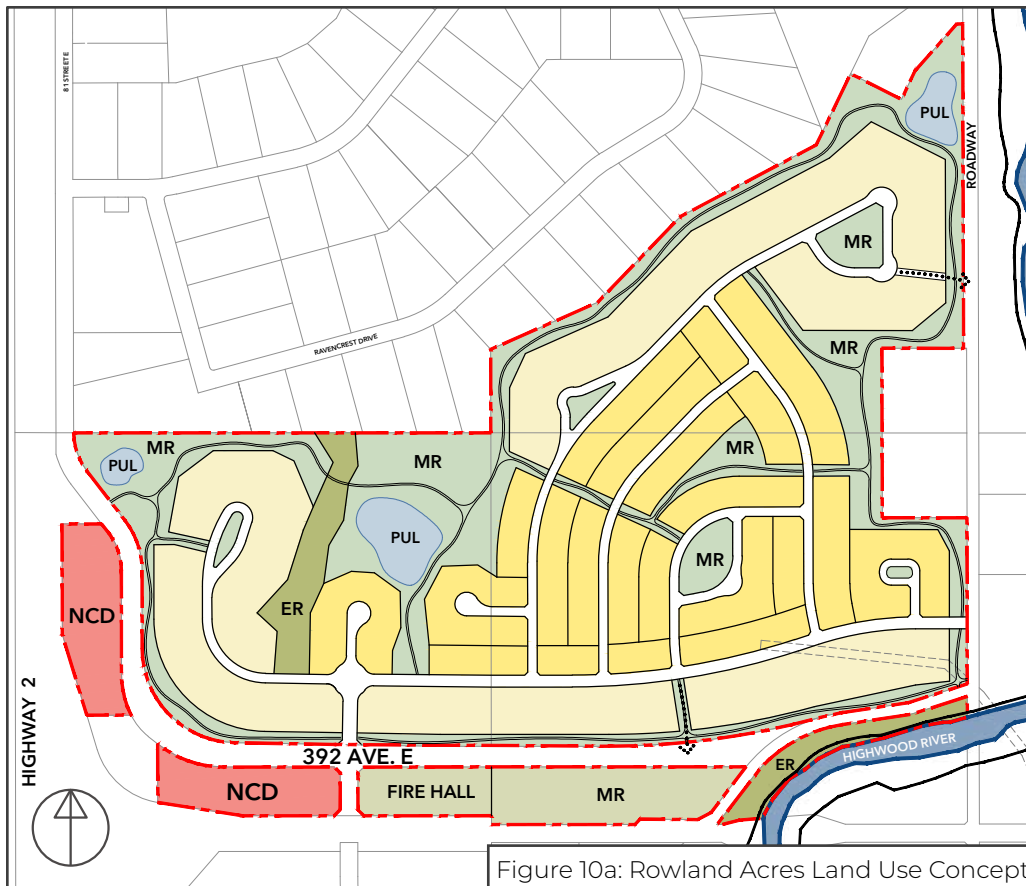 81 STREET E
PUL
ROADWAY
MR
RAVENCREST DRIVE
MR
MR
MR
MR
PUL
PUL
MR
ER
NCD
HIGHWAY 2
392 AVE. E
HIGHWOOD RIVER
ER
NCD
FIRE HALL
MR
Figure 10a: Rowland Acres Land Use Concept